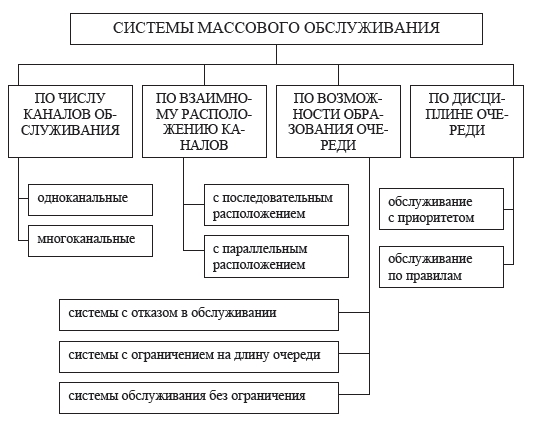 СИСТЕМЫ МАССОВОГО ОБСЛУЖИВАНИЯ
ПО ЧИСЛУ
КАНАЛОВ ОБ-
СЛУЖИВАНИЯ
ПО ВЗАИМНО-
МУ РАСПОЛО-
ЖЕНИЮ КА-
НАЛОВ
ПО ВОЗМОЖ-
НОСТИ ОБРА-
ЗОВАНИЯ ОЧЕ-
РЕДИ
ПО ДИСЦИ-
ПЛИНЕ ОЧЕ-
РЕДИ
одноканальные
многоканальные
с последовательным
расположением
с параллельным
расположением
обслуживание
с приоритетом
обслуживание
по правилам
системы с отказом в обслуживании
системы с ограничением на длину очереди
системы обслуживания без ограничения